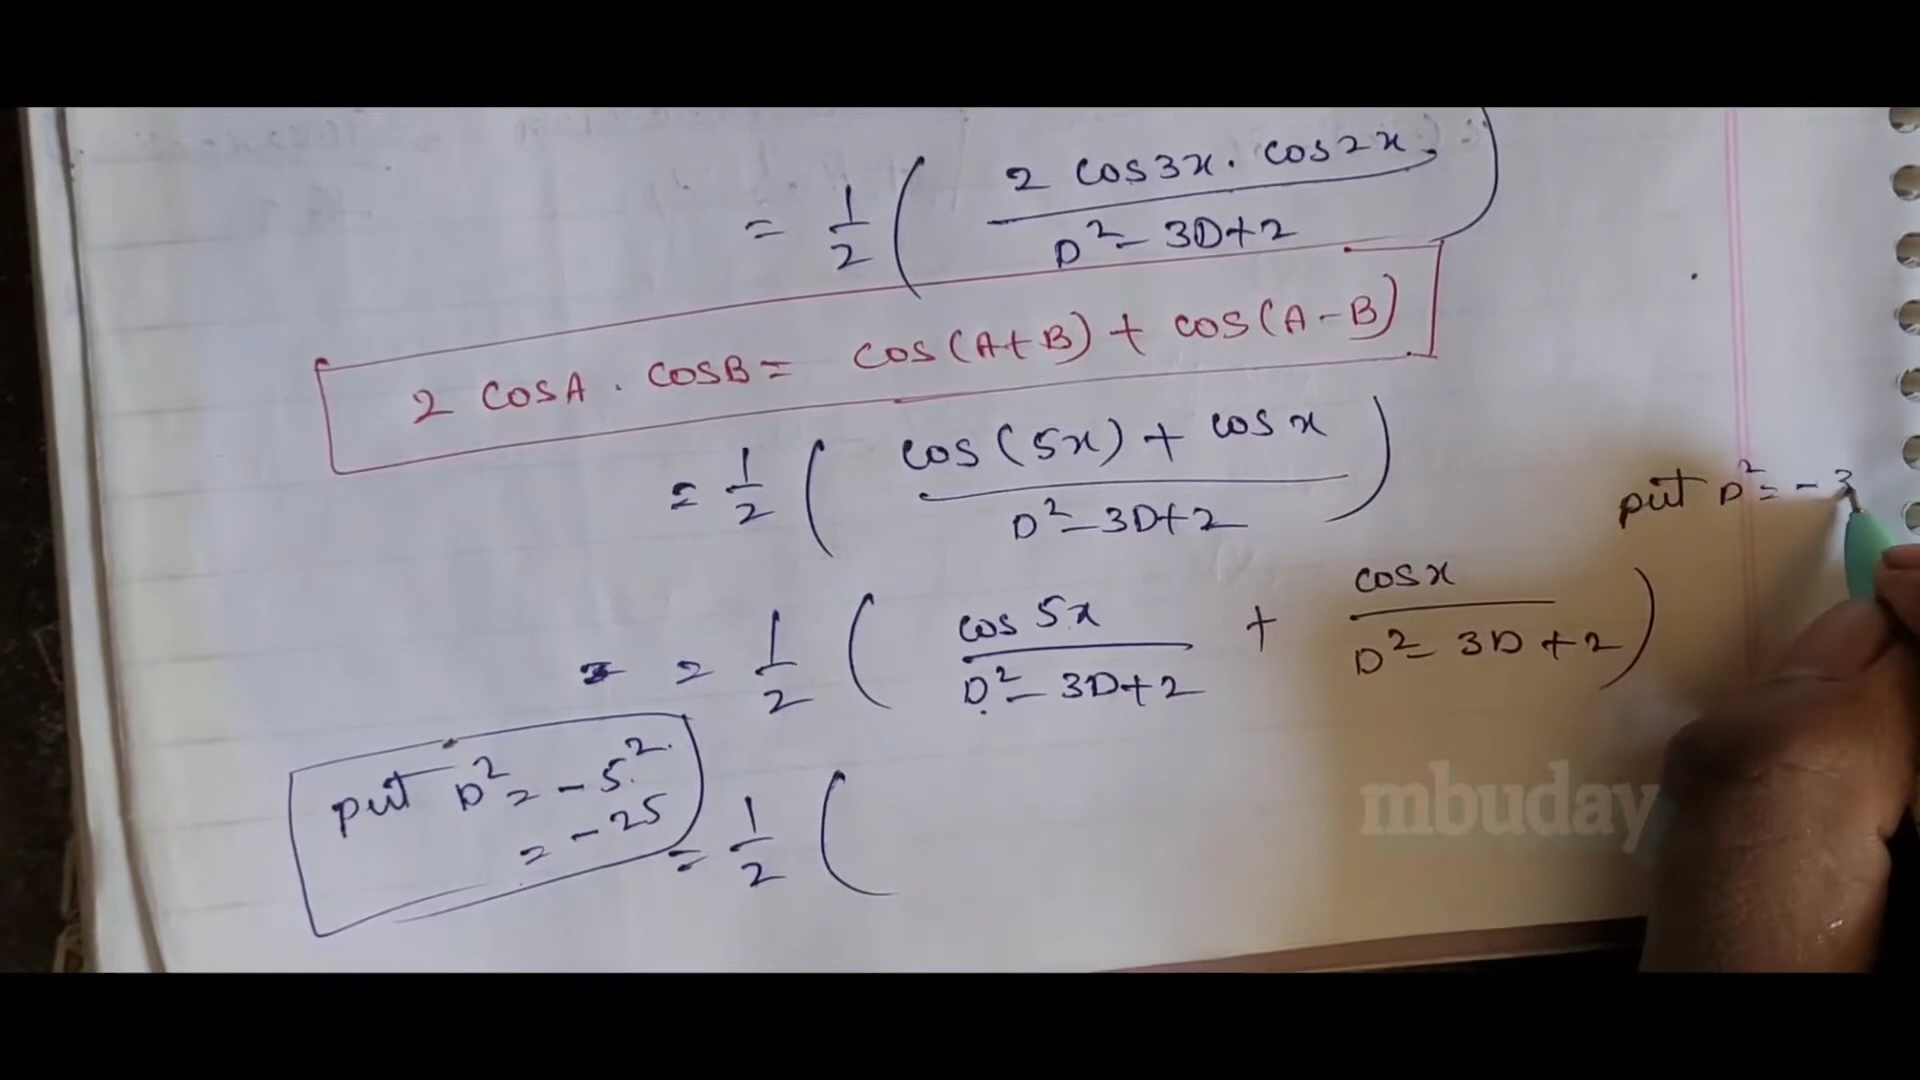 = 1/2 ( 2 cos3x . cos2x / D² - 3D+2 )
2 cosA . cosB = cos(A+B) + cos(A-B)
= 1/2 ( cos(5x) + cos x / D² - 3D+2 )
put D² = - 3
= = 1/2 ( cos 5x / D² - 3D+2 + cosx / D² - 3D +2 )
put D² = - 5²
= - 25
= 1/2 (
mbuday